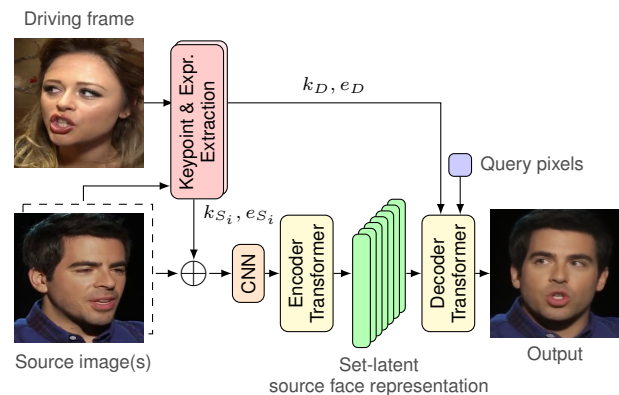 Driving frame
Keypoint & Expr.
Extraction
k_D, e_D
Query pixels
k_{S_i}, e_{S_i}
CNN
Encoder
Transformer
Decoder
Transformer
Source image(s)
Set-latent
source face representation
Output